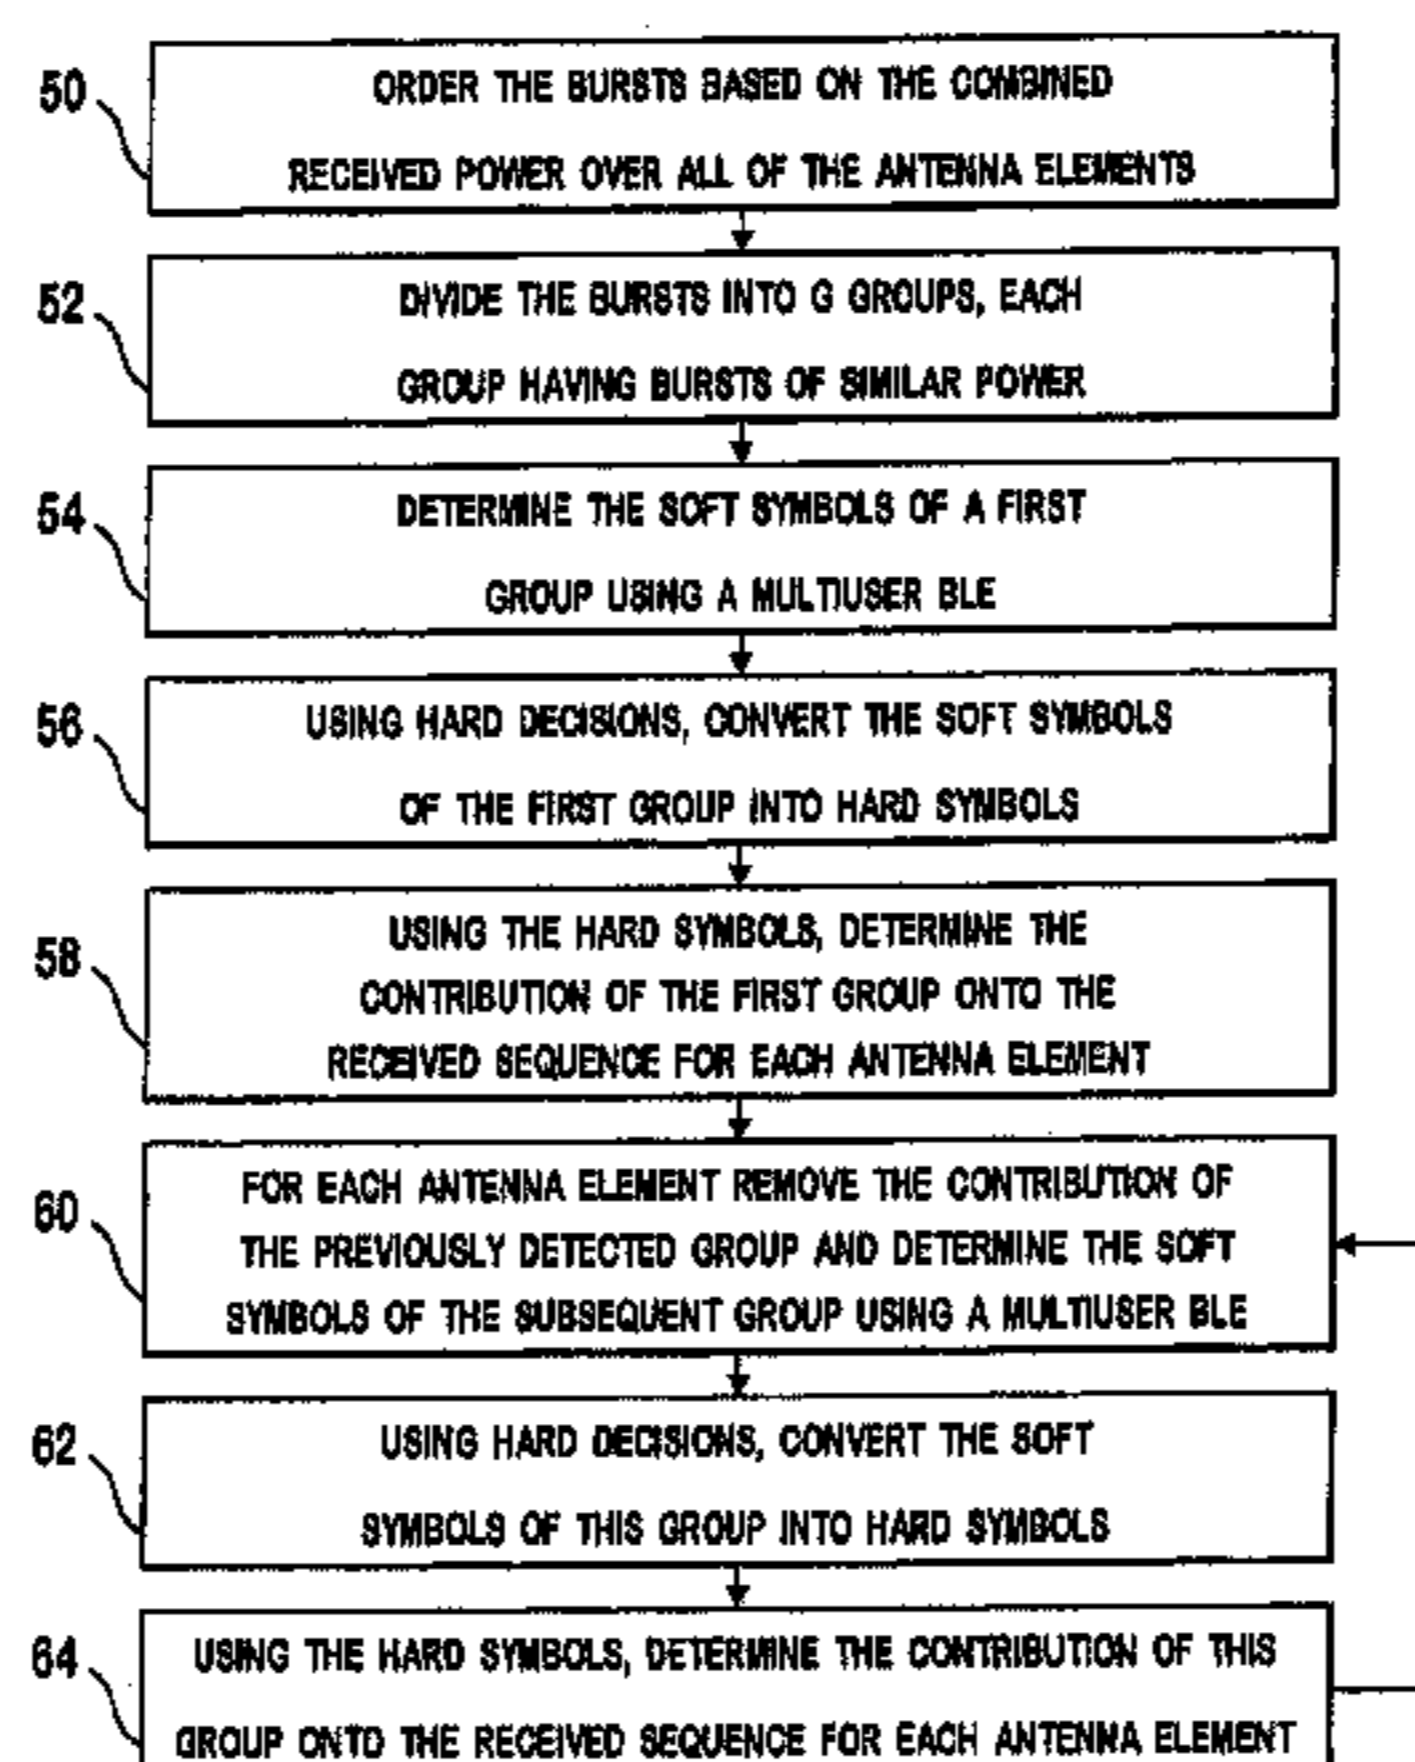 50
ORDER THE BURSTS BASED ON THE COMBINED
RECEIVED POWER OVER ALL OF THE ANTENNA ELEMENTS
52
DIVIDE THE BURSTS INTO G GROUPS, EACH
GROUP HAVING BURSTS OF SIMILAR POWER
54
DETERMINE THE SOFT SYMBOLS OF A FIRST
GROUP USING A MULTIUSER BLE
56
USING HARD DECISIONS, CONVERT THE SOFT SYMBOLS
OF THE FIRST GROUP INTO HARD SYMBOLS
58
USING THE HARD SYMBOLS, DETERMINE THE
CONTRIBUTION OF THE FIRST GROUP ONTO THE
RECEIVED SEQUENCE FOR EACH ANTENNA ELEMENT
60
FOR EACH ANTENNA ELEMENT REMOVE THE CONTRIBUTION OF
THE PREVIOUSLY DETECTED GROUP AND DETERMINE THE SOFT
SYMBOLS OF THE SUBSEQUENT GROUP USING A MULTIUSER BLE
62
USING HARD DECISIONS, CONVERT THE SOFT
SYMBOLS OF THIS GROUP INTO HARD SYMBOLS
64
USING THE HARD SYMBOLS, DETERMINE THE CONTRIBUTION OF THIS
GROUP ONTO THE RECEIVED SEQUENCE FOR EACH ANTENNA ELEMENT